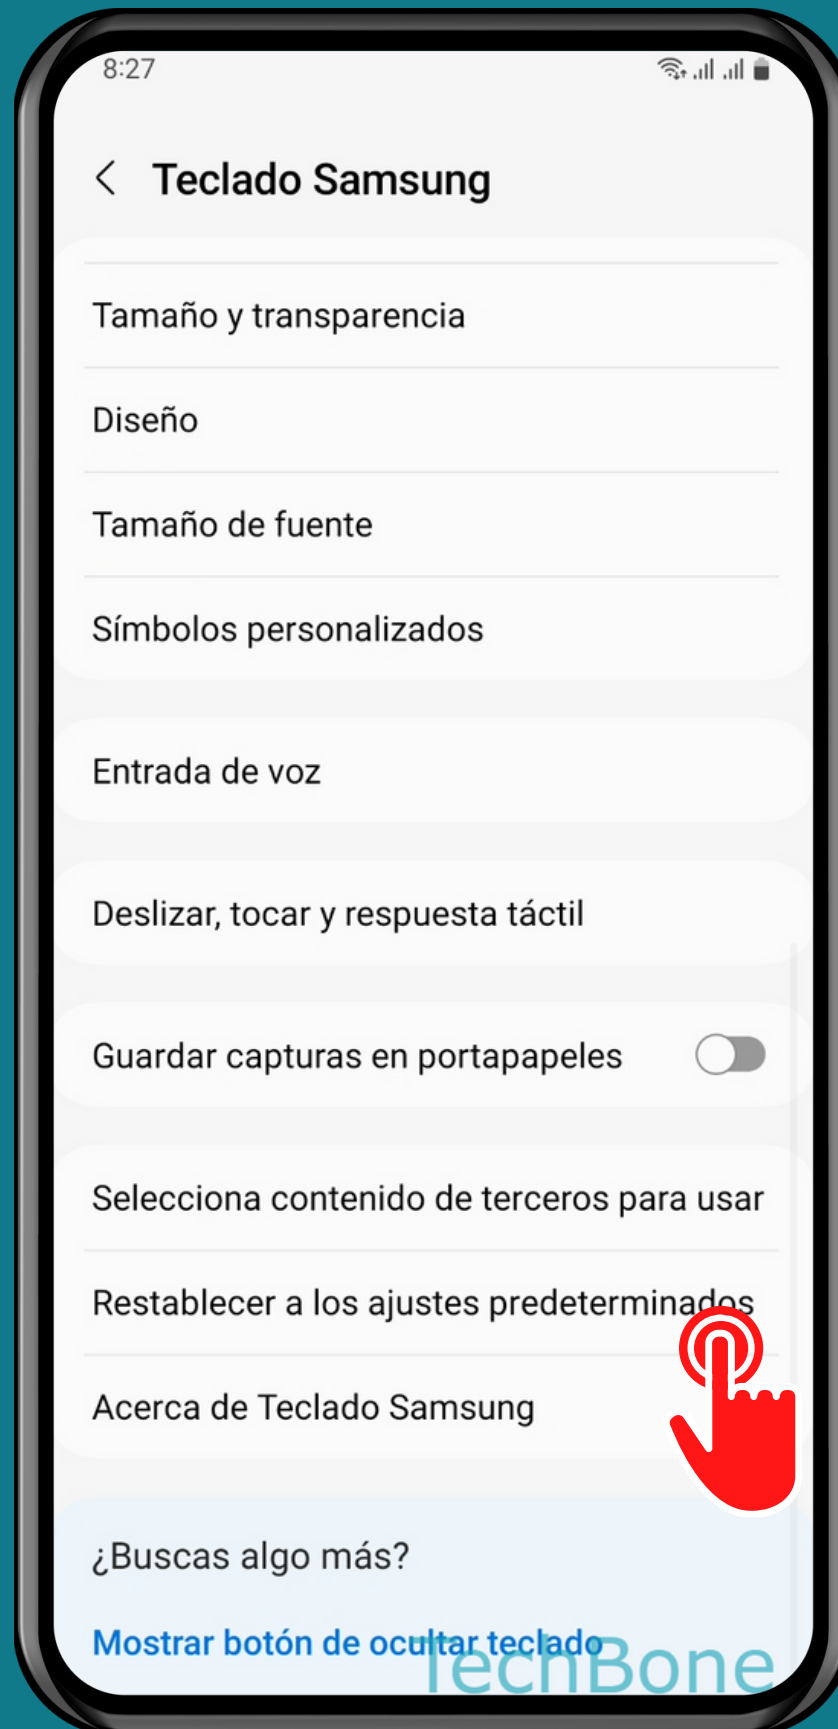 8:27
Teclado Samsung
Tamaño y transparencia
Diseño
Tamaño de fuente
Símbolos personalizados
Entrada de voz
Deslizar, tocar y respuesta táctil
Guardar capturas en portapapeles
Selecciona contenido de terceros para usar
Restablecer a los ajustes predeterminados
Acerca de Teclado Samsung
¿Buscas algo más?
Mostrar botón de ocultar teclado
TechBone